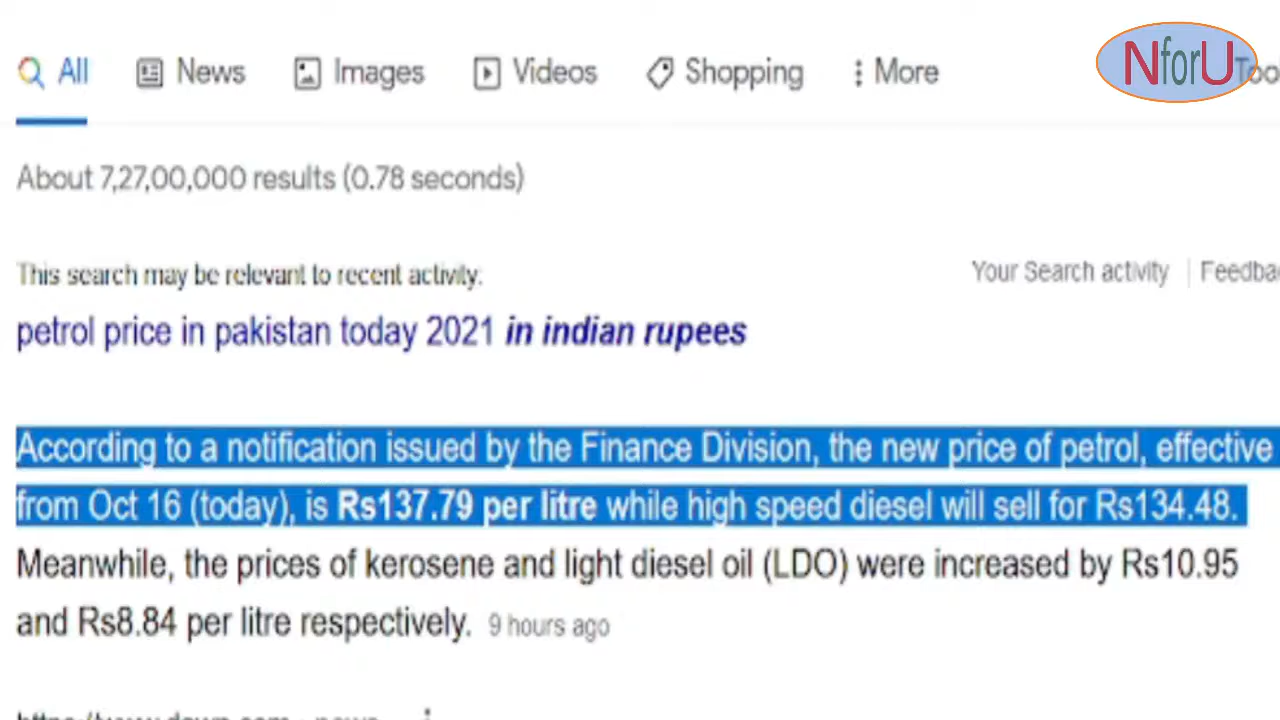 All News Images Videos Shopping More
NforU
About 7,27,00,000 results (0.78 seconds)
This search may be relevant to recent activity:
Your Search activity | Feedba
petrol price in pakistan today 2021 in indian rupees
According to a notification issued by the Finance Division, the new price of petrol, effective
from Oct 16 (today), is Rs137.79 per litre while high speed diesel will sell for Rs134.48.
Meanwhile, the prices of kerosene and light diesel oil (LDO) were increased by Rs10.95
and Rs8.84 per litre respectively. 9 hours ago